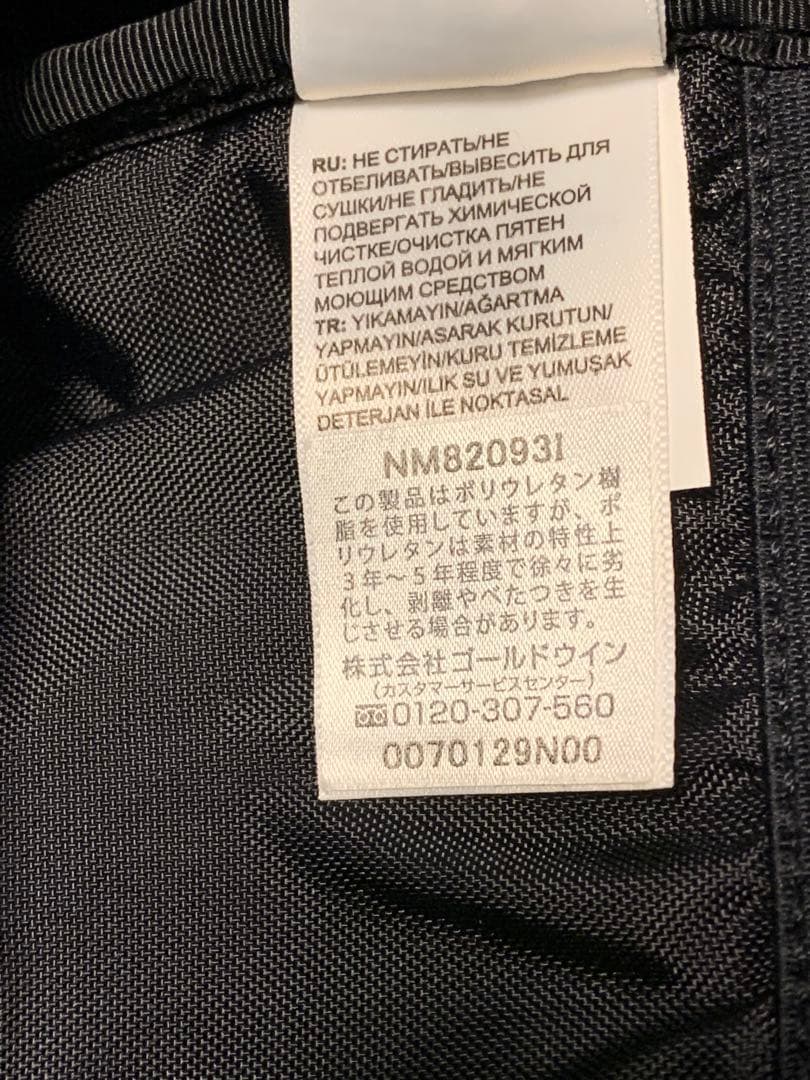 RU: НЕ СТИРАТЬ/НЕ
ОТБЕЛИВАТЬ/ВЫВЕСИТЬ ДЛЯ
СУШКИ/НЕ ГЛАДИТЬ/НЕ
ПОДВЕРГАТЬ ХИМИЧЕСКОЙ
ЧИСТКЕ/ОЧИСТКА ПЯТЕН
ТЕПЛОЙ ВОДОЙ И МЯГКИМ
МОЮЩИМ СРЕДСТВОМ
TR: YIKAMAYIN/AĞARTMA
YAPMAYIN/ASARAK KURUTUN/
ÜTÜLEMEYİN/KURU TEMİZLEME
YAPMAYIN/ILIK SU VE YUMUŞAK
DETERJAN İLE NOKTASAL
NM82093I
この製品はポリウレタン樹
脂を使用していますが、ポ
リウレタンは素材の特性上
3年〜5年程度で徐々に劣
化し、剥離やべたつきを生
じさせる場合があります。
株式会社ゴールドウイン
(カスタマーサービスセンター)
0120-307-560
0070129N00